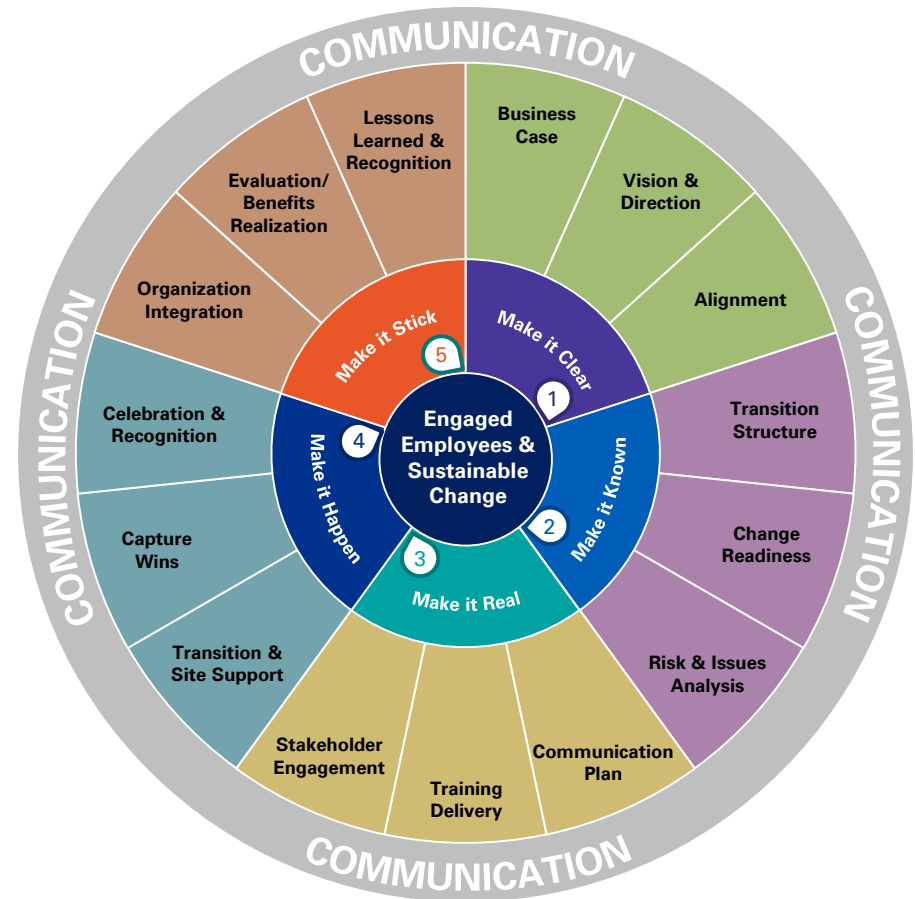 COMMUNICATION
Business
Case
Vision &
Direction
Alignment
COMMUNICATION
Transition
Structure
Change
Readiness
Risk & Issues
Analysis
Communication
Plan
Training
Delivery
Stakeholder
Engagement
COMMUNICATION
Transition &
Site Support
Capture
Wins
Celebration &
Recognition
COMMUNICATION
Organization
Integration
Evaluation/
Benefits
Realization
Lessons
Learned &
Recognition
Make it Clear
1
Make it Known
2
Make it Real
3
Make it Happen
4
Make it Stick
5
Engaged
Employees &
Sustainable
Change